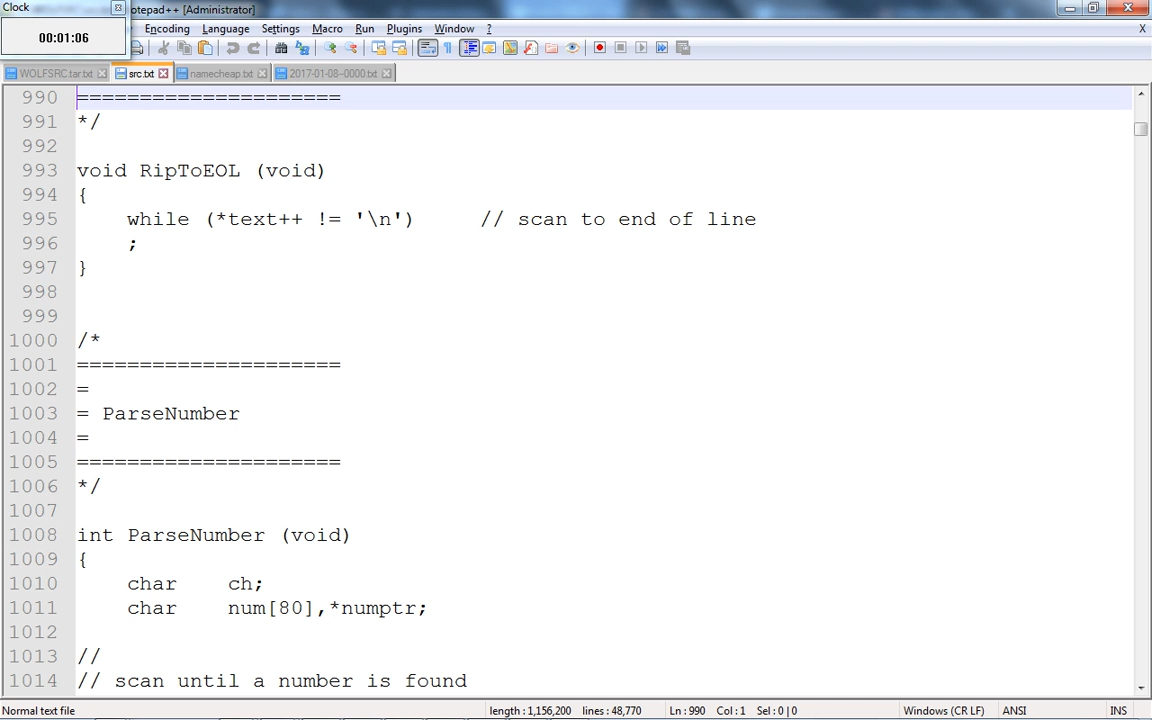 Clock
00:01:06
otepad++ [Administrator]
Encoding Language Settings Macro Run Plugins Window ? X
WOLFSRC.tar.txt src.txt namecheap.txt 2017-01-08--0000.txt
990 =====================
991 */
992
993 void RipToEOL (void)
994 {
995 while (*text++ != '\n') // scan to end of line
996 ;
997 }
998
999
1000 /*
1001 =====================
1002 =
1003 = ParseNumber
1004 =
1005 =====================
1006 */
1007
1008 int ParseNumber (void)
1009 {
1010 char ch;
1011 char num[80],*numptr;
1012
1013 //
1014 // scan until a number is found
Normal text file length : 1,156,200 lines : 48,770 Ln : 990 Col : 1 Sel : 0 | 0 Windows (CR LF) ANSI INS